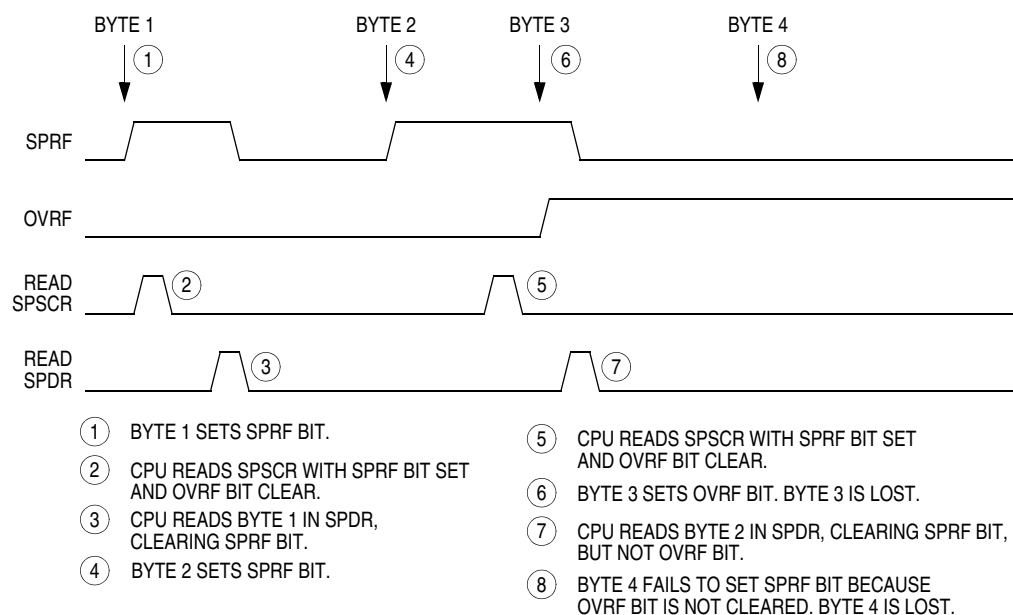 BYTE 1 BYTE 2 BYTE 3 BYTE 4
1 4 6 8
SPRF
OVRF
READ
SPSCR
2 5
READ
SPDR
3 7
1 BYTE 1 SETS SPRF BIT.
2 CPU READS SPSCR WITH SPRF BIT SET
AND OVRF BIT CLEAR.
3 CPU READS BYTE 1 IN SPDR,
CLEARING SPRF BIT.
4 BYTE 2 SETS SPRF BIT.
5 CPU READS SPSCR WITH SPRF BIT SET
AND OVRF BIT CLEAR.
6 BYTE 3 SETS OVRF BIT. BYTE 3 IS LOST.
7 CPU READS BYTE 2 IN SPDR, CLEARING SPRF BIT,
BUT NOT OVRF BIT.
8 BYTE 4 FAILS TO SET SPRF BIT BECAUSE
OVRF BIT IS NOT CLEARED. BYTE 4 IS LOST.